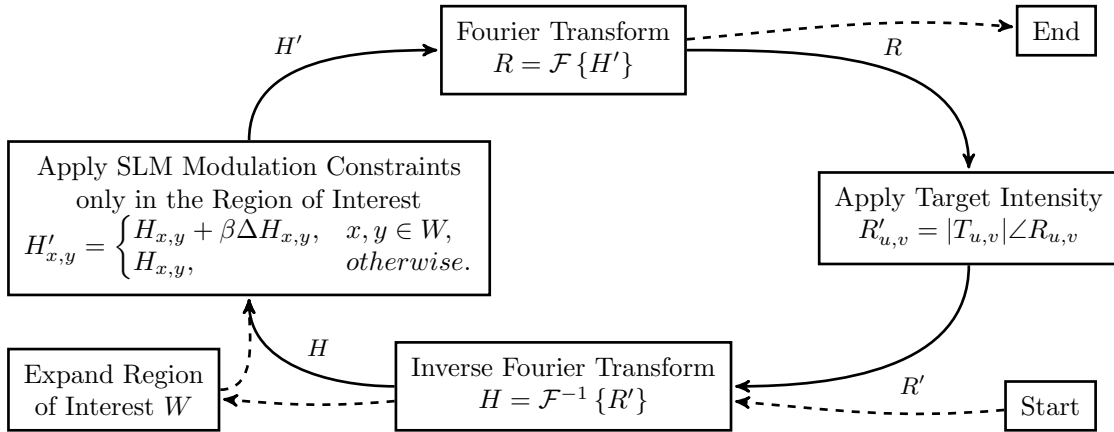 Fourier Transform
R = ℱ {H′}
End
H′
R
Apply SLM Modulation Constraints
only in the Region of Interest
H′x,y = { Hx,y + βΔHx,y, x, y ∈ W,
Hx,y, otherwise.
Apply Target Intensity
R′u,v = |Tu,v|∠Ru,v
H
R′
Expand Region
of Interest W
Inverse Fourier Transform
H = ℱ⁻¹ {R′}
Start